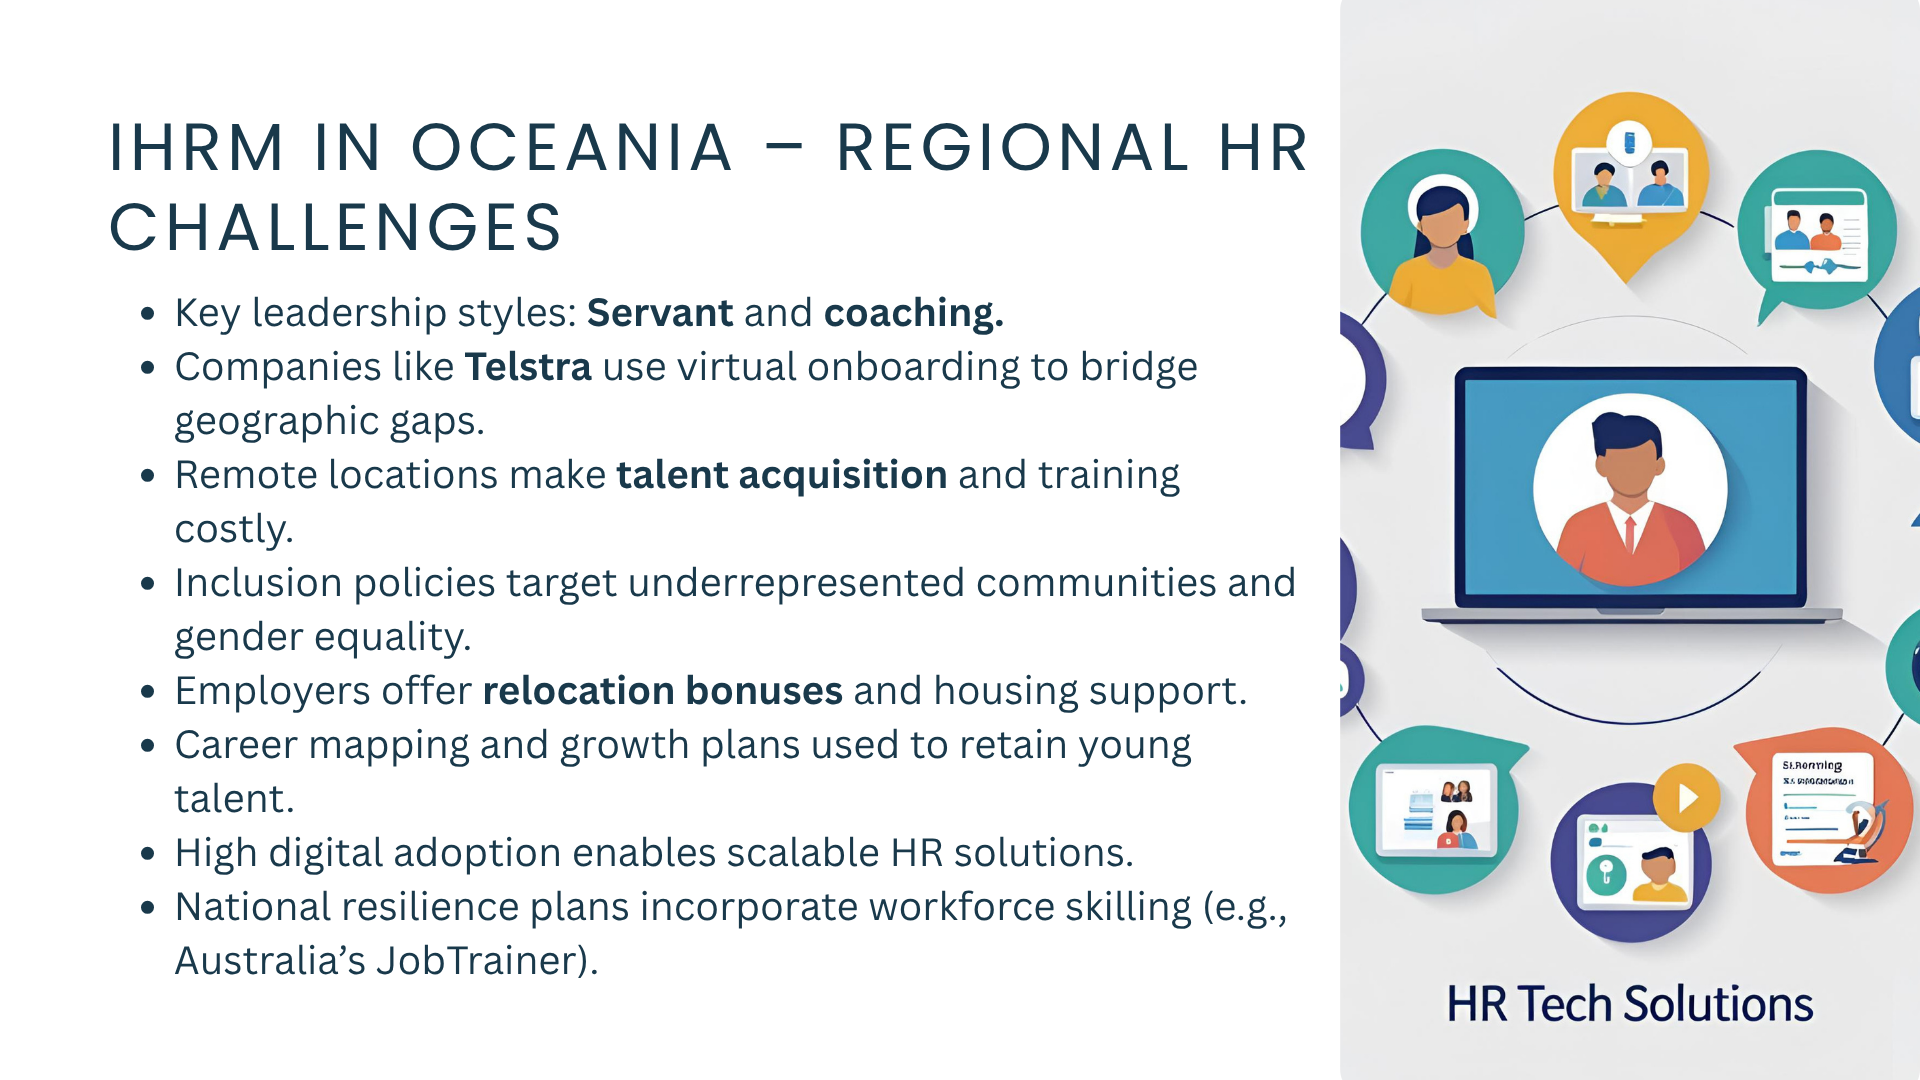 IHRM IN OCEANIA – REGIONAL HR
CHALLENGES
• Key leadership styles: Servant and coaching.
• Companies like Telstra use virtual onboarding to bridge
geographic gaps.
• Remote locations make talent acquisition and training
costly.
• Inclusion policies target underrepresented communities and
gender equality.
• Employers offer relocation bonuses and housing support.
• Career mapping and growth plans used to retain young
talent.
• High digital adoption enables scalable HR solutions.
• National resilience plans incorporate workforce skilling (e.g.,
Australia’s JobTrainer).
HR Tech Solutions